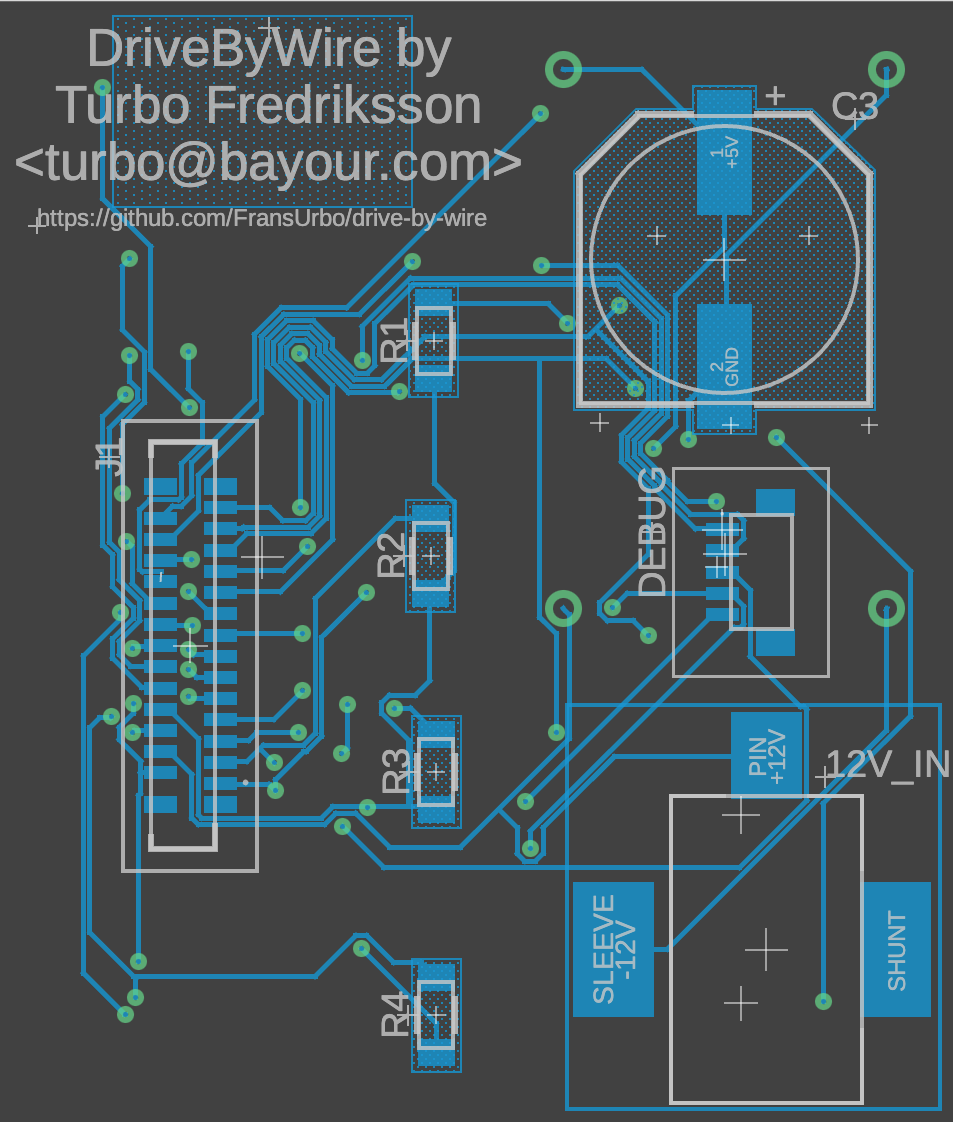 DriveByWire by
Turbo Fredriksson
<turbo@bayour.com>
https://github.com/FransUrbo/drive-by-wire
+
C3
1
+5V
2
GND
R1
J1
R2
DEBUG
R3
PIN
+12V
12V_IN
SLEEVE
-12V
SHUNT
R4